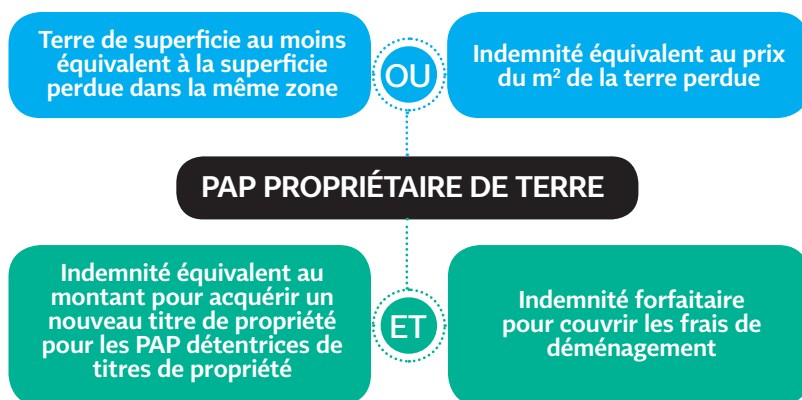 Terre de superficie au moins
équivalent à la superficie
perdue dans la même zone
OU
Indemnité équivalent au prix
du m² de la terre perdue
PAP PROPRIÉTAIRE DE TERRE
Indemnité équivalent au
montant pour acquérir un
nouveau titre de propriété
pour les PAP détentrices de
titres de propriété
ET
Indemnité forfaitaire
pour couvrir les frais de
déménagement